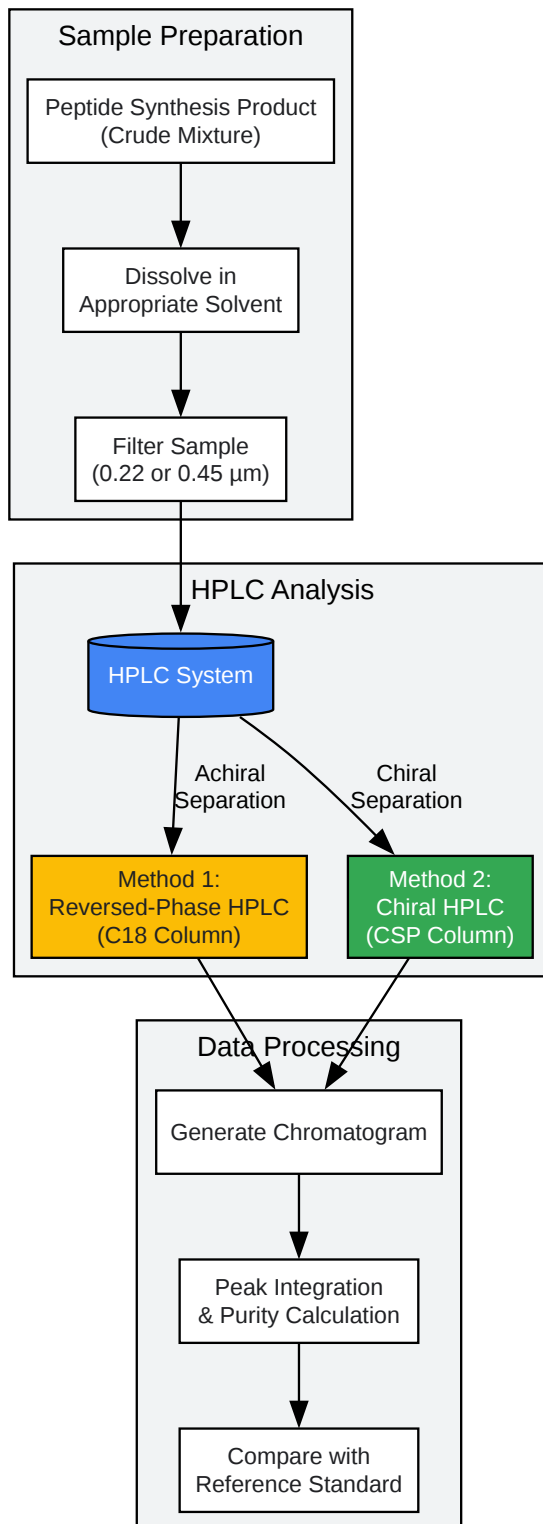 Sample Preparation
Peptide Synthesis Product
(Crude Mixture)
Dissolve in
Appropriate Solvent
Filter Sample
(0.22 or 0.45 µm)
HPLC Analysis
HPLC System
Achiral
Separation
Chiral
Separation
Method 1:
Reversed-Phase HPLC
(C18 Column)
Method 2:
Chiral HPLC
(CSP Column)
Data Processing
Generate Chromatogram
Peak Integration
& Purity Calculation
Compare with
Reference Standard